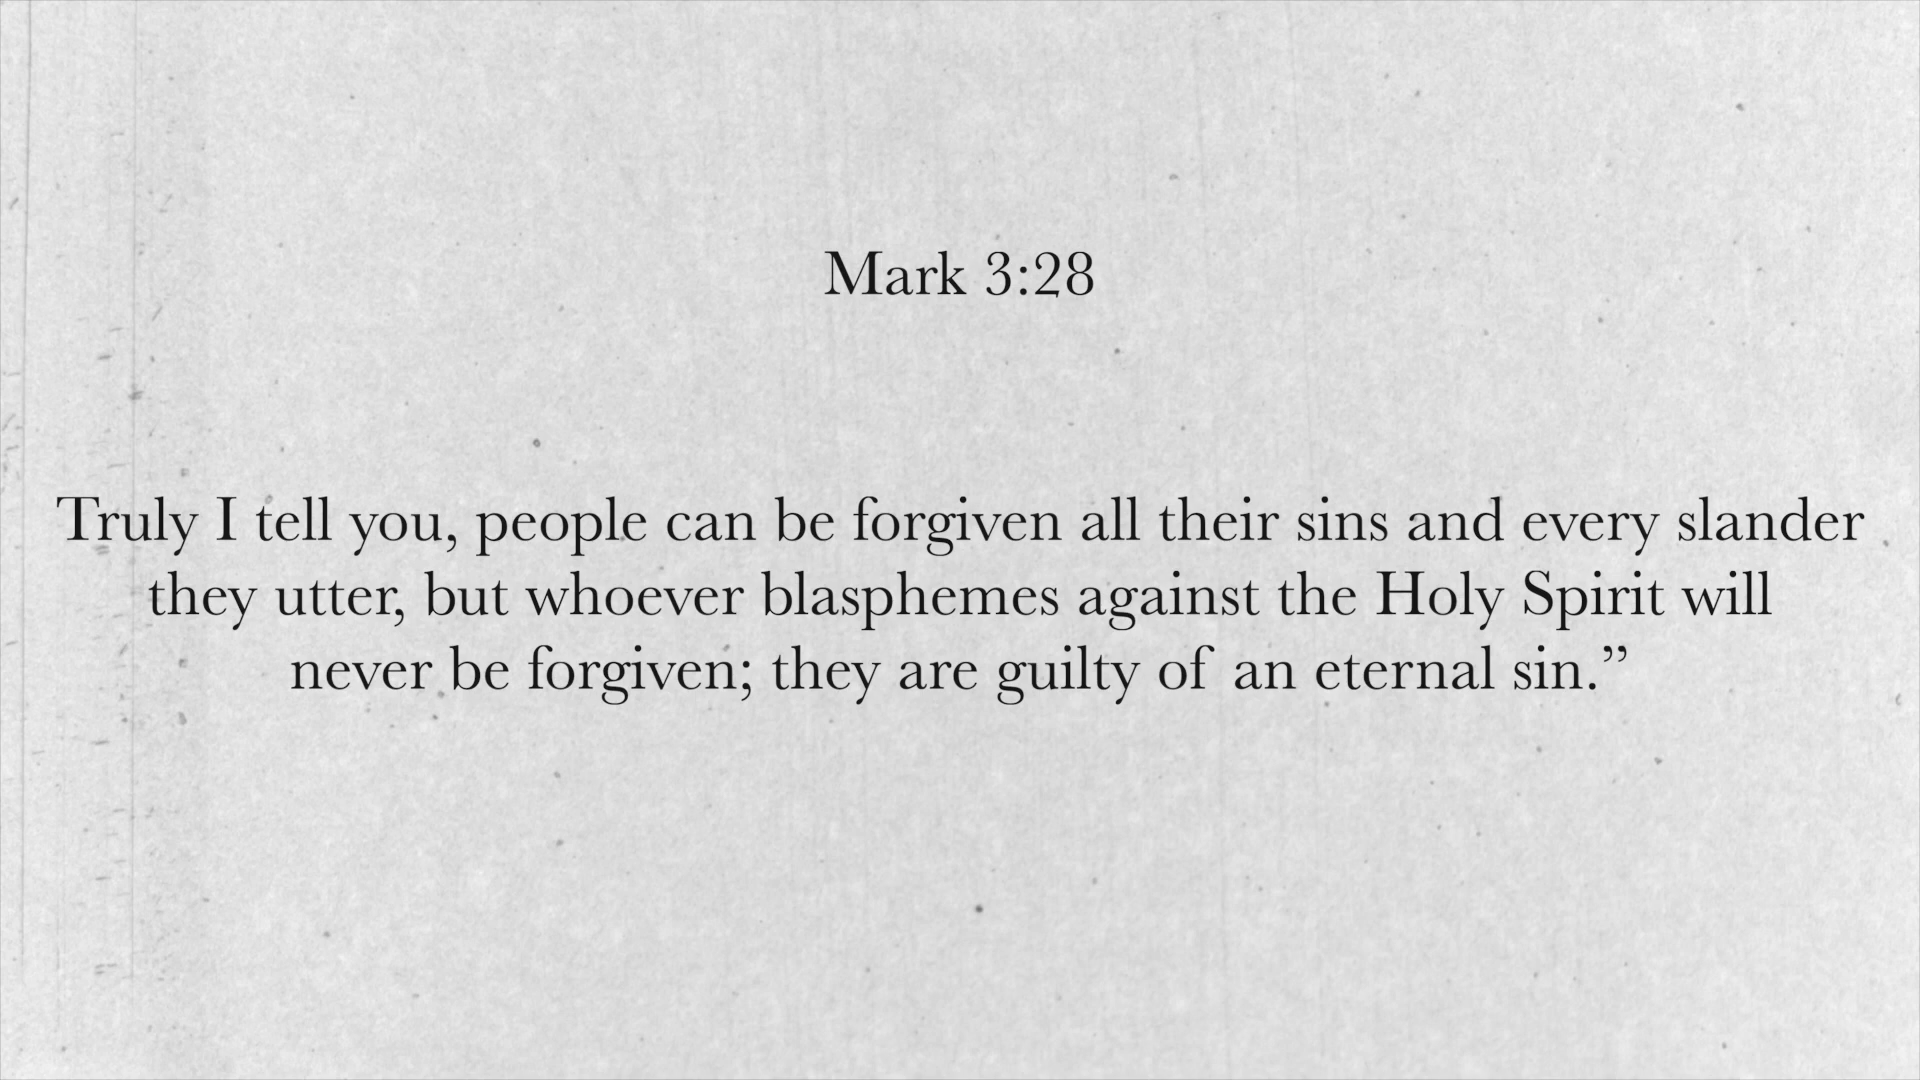 Mark 3:28
Truly I tell you, people can be forgiven all their sins and every slander
they utter, but whoever blasphemes against the Holy Spirit will
never be forgiven; they are guilty of an eternal sin.”